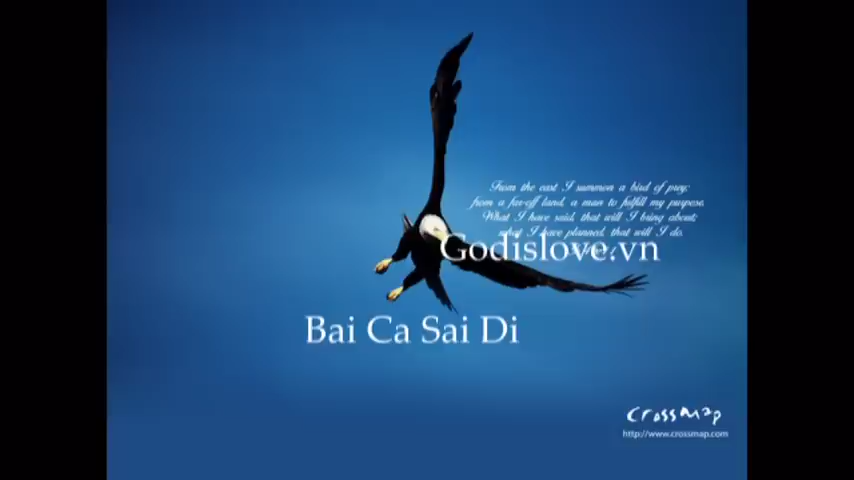 From the east I summon a bird of prey;
from a far-off land, a man to fulfill my purpose.
What I have said, that will I bring about;
what I have planned, that will I do.
Godislove.vn
Bai Ca Sai Di
crossmap
http://www.crossmap.com